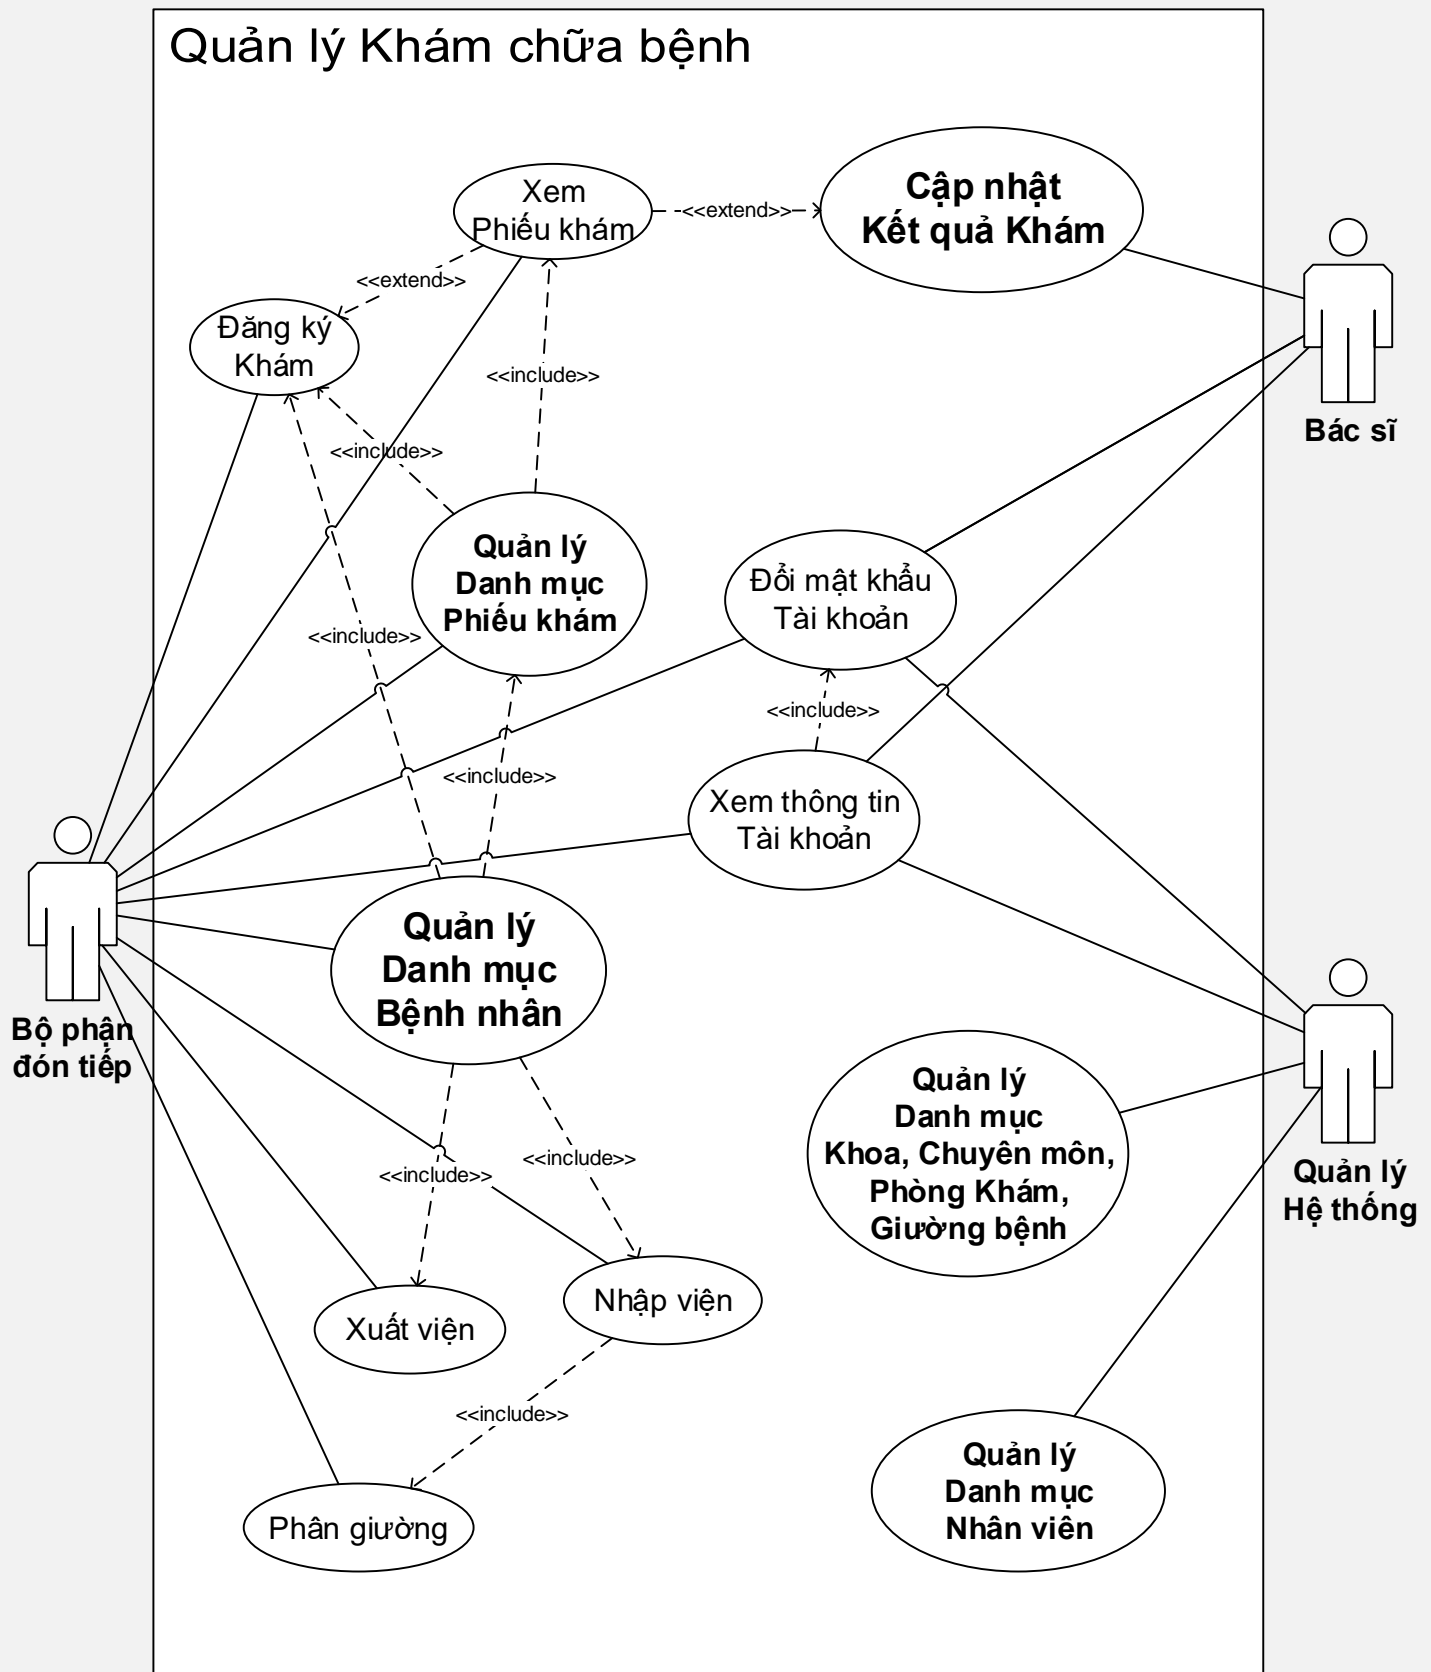 Quản lý Khám chữa bệnh
Xem
Phiếu khám
<<extend>>
Cập nhật
Kết quả Khám
<<extend>>
Đăng ký
Khám
<<include>>
Bác sĩ
<<include>>
Quản lý
Danh mục
Phiếu khám
Đổi mật khẩu
Tài khoản
<<include>>
<<include>>
<<include>>
Xem thông tin
Tài khoản
Quản lý
Danh mục
Bệnh nhân
Bộ phận
đón tiếp
Quản lý
Danh mục
Khoa, Chuyên môn,
Phòng Khám,
Giường bệnh
Quản lý
Hệ thống
<<include>>
<<include>>
Nhập viện
Xuất viện
<<include>>
Quản lý
Danh mục
Nhân viên
Phân giường